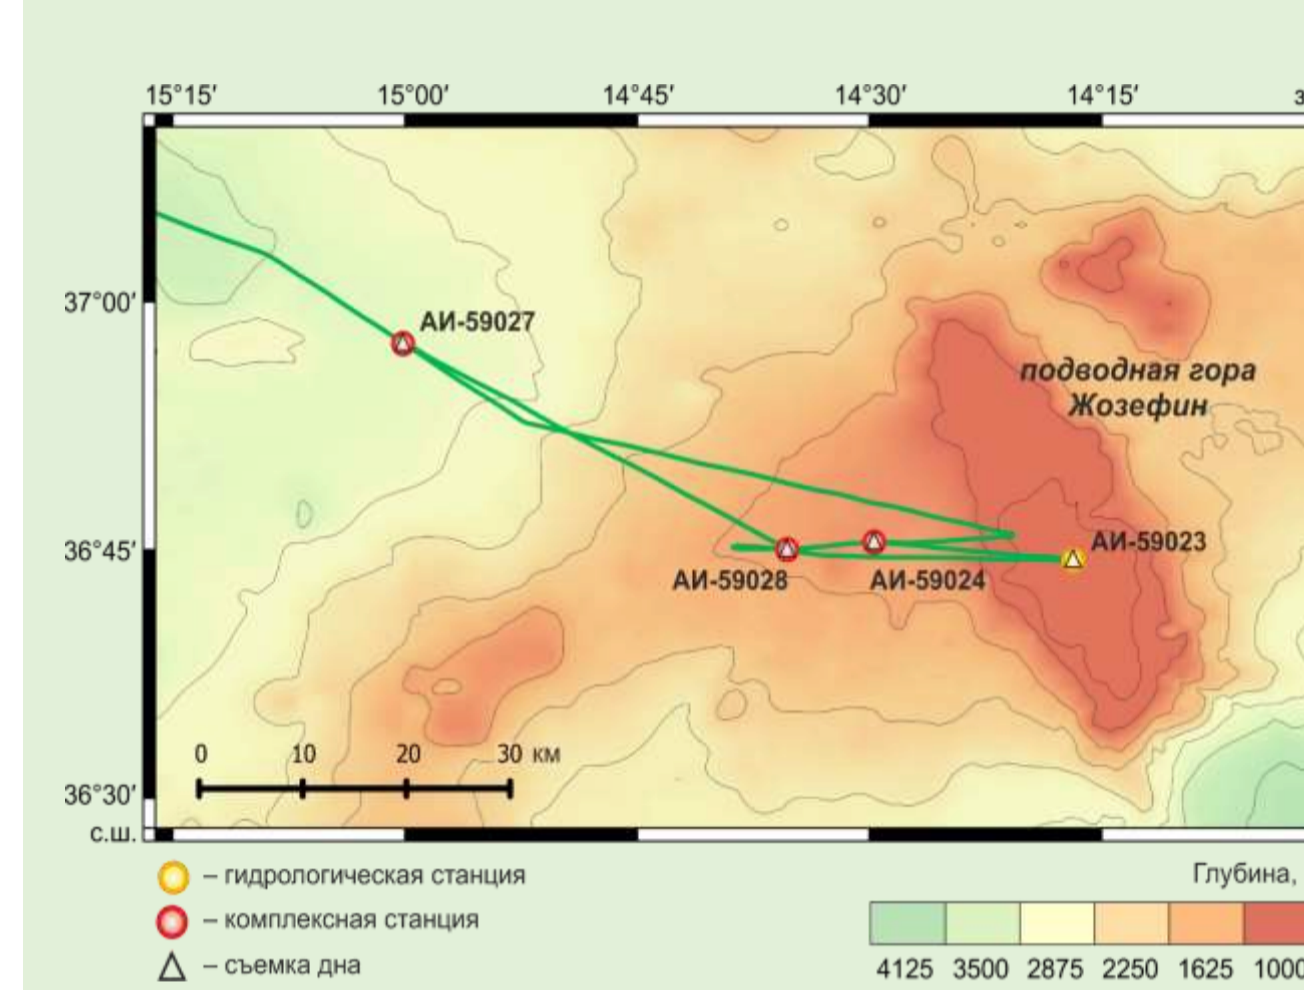 15°15′ 15°00′ 14°45′ 14°30′ 14°15′ з
37°00′
АИ-59027
подводная гора
Жозефин
36°45′
АИ-59023
АИ-59028
АИ-59024
0 10 20 30 км
36°30′
с.ш.
– гидрологическая станция
Глубина,
– комплексная станция
– съемка дна
4125 3500 2875 2250 1625 1000